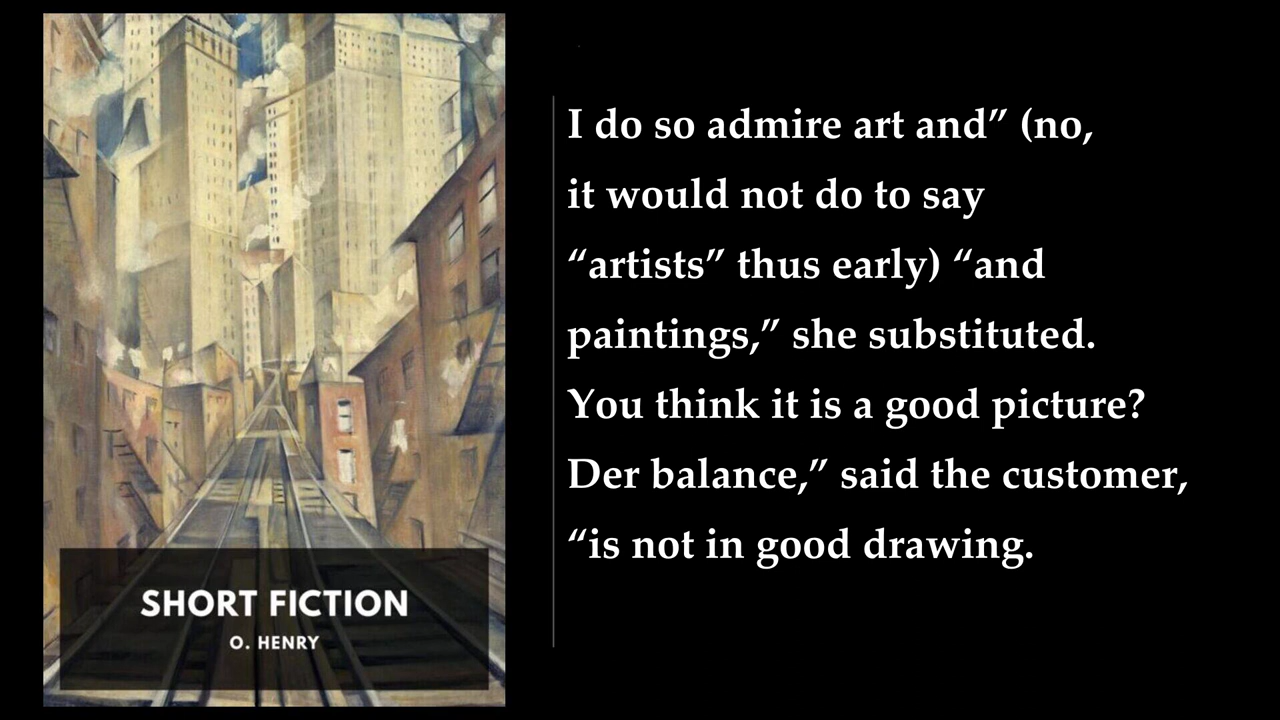 SHORT FICTION
O. HENRY
I do so admire art and” (no,
it would not do to say
“artists” thus early) “and
paintings,” she substituted.
You think it is a good picture?
Der balance,” said the customer,
“is not in good drawing.